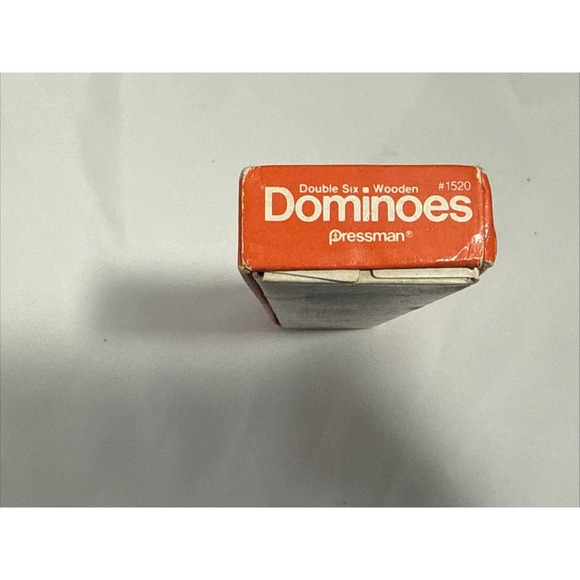 Double Six ▪ Wooden #1520
Dominoes
Pressman®